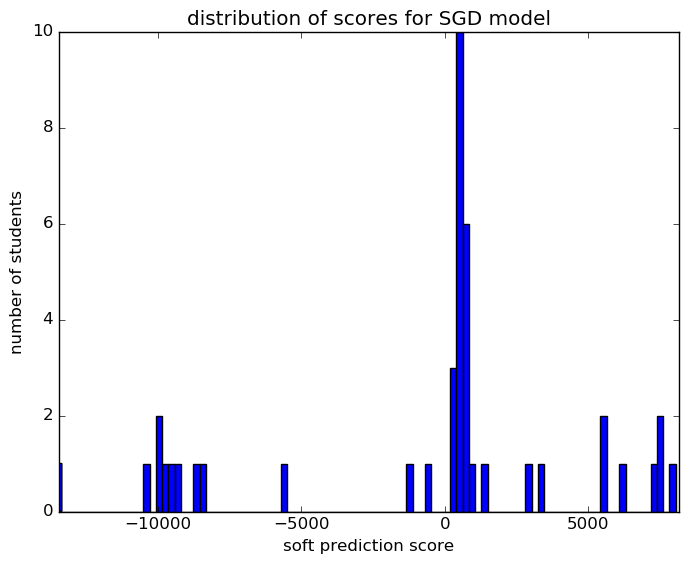 distribution of scores for SGD model
10
8
6
4
2
0
number of students
−10000 −5000 0 5000
soft prediction score